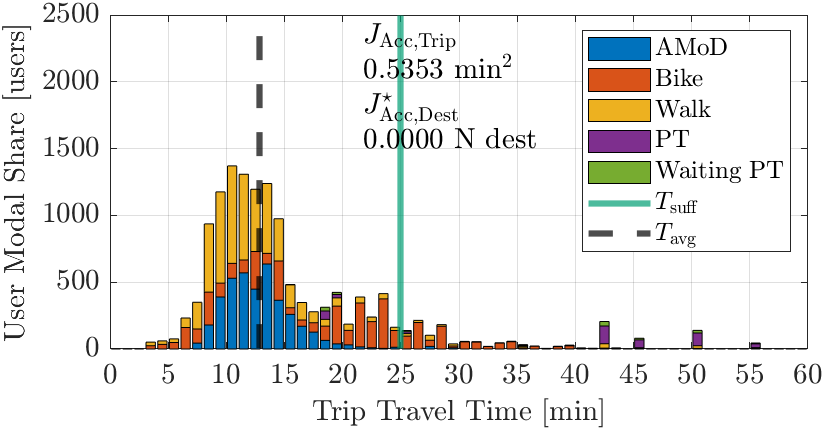 User Modal Share [users]
2500
2000
1500
1000
500
0
J_Acc,Trip
0.5353 min²
J⋆_Acc,Dest
0.0000 N dest
AMoD
Bike
Walk
PT
Waiting PT
T_suff
T_avg
0 5 10 15 20 25 30 35 40 45 50 55 60
Trip Travel Time [min]